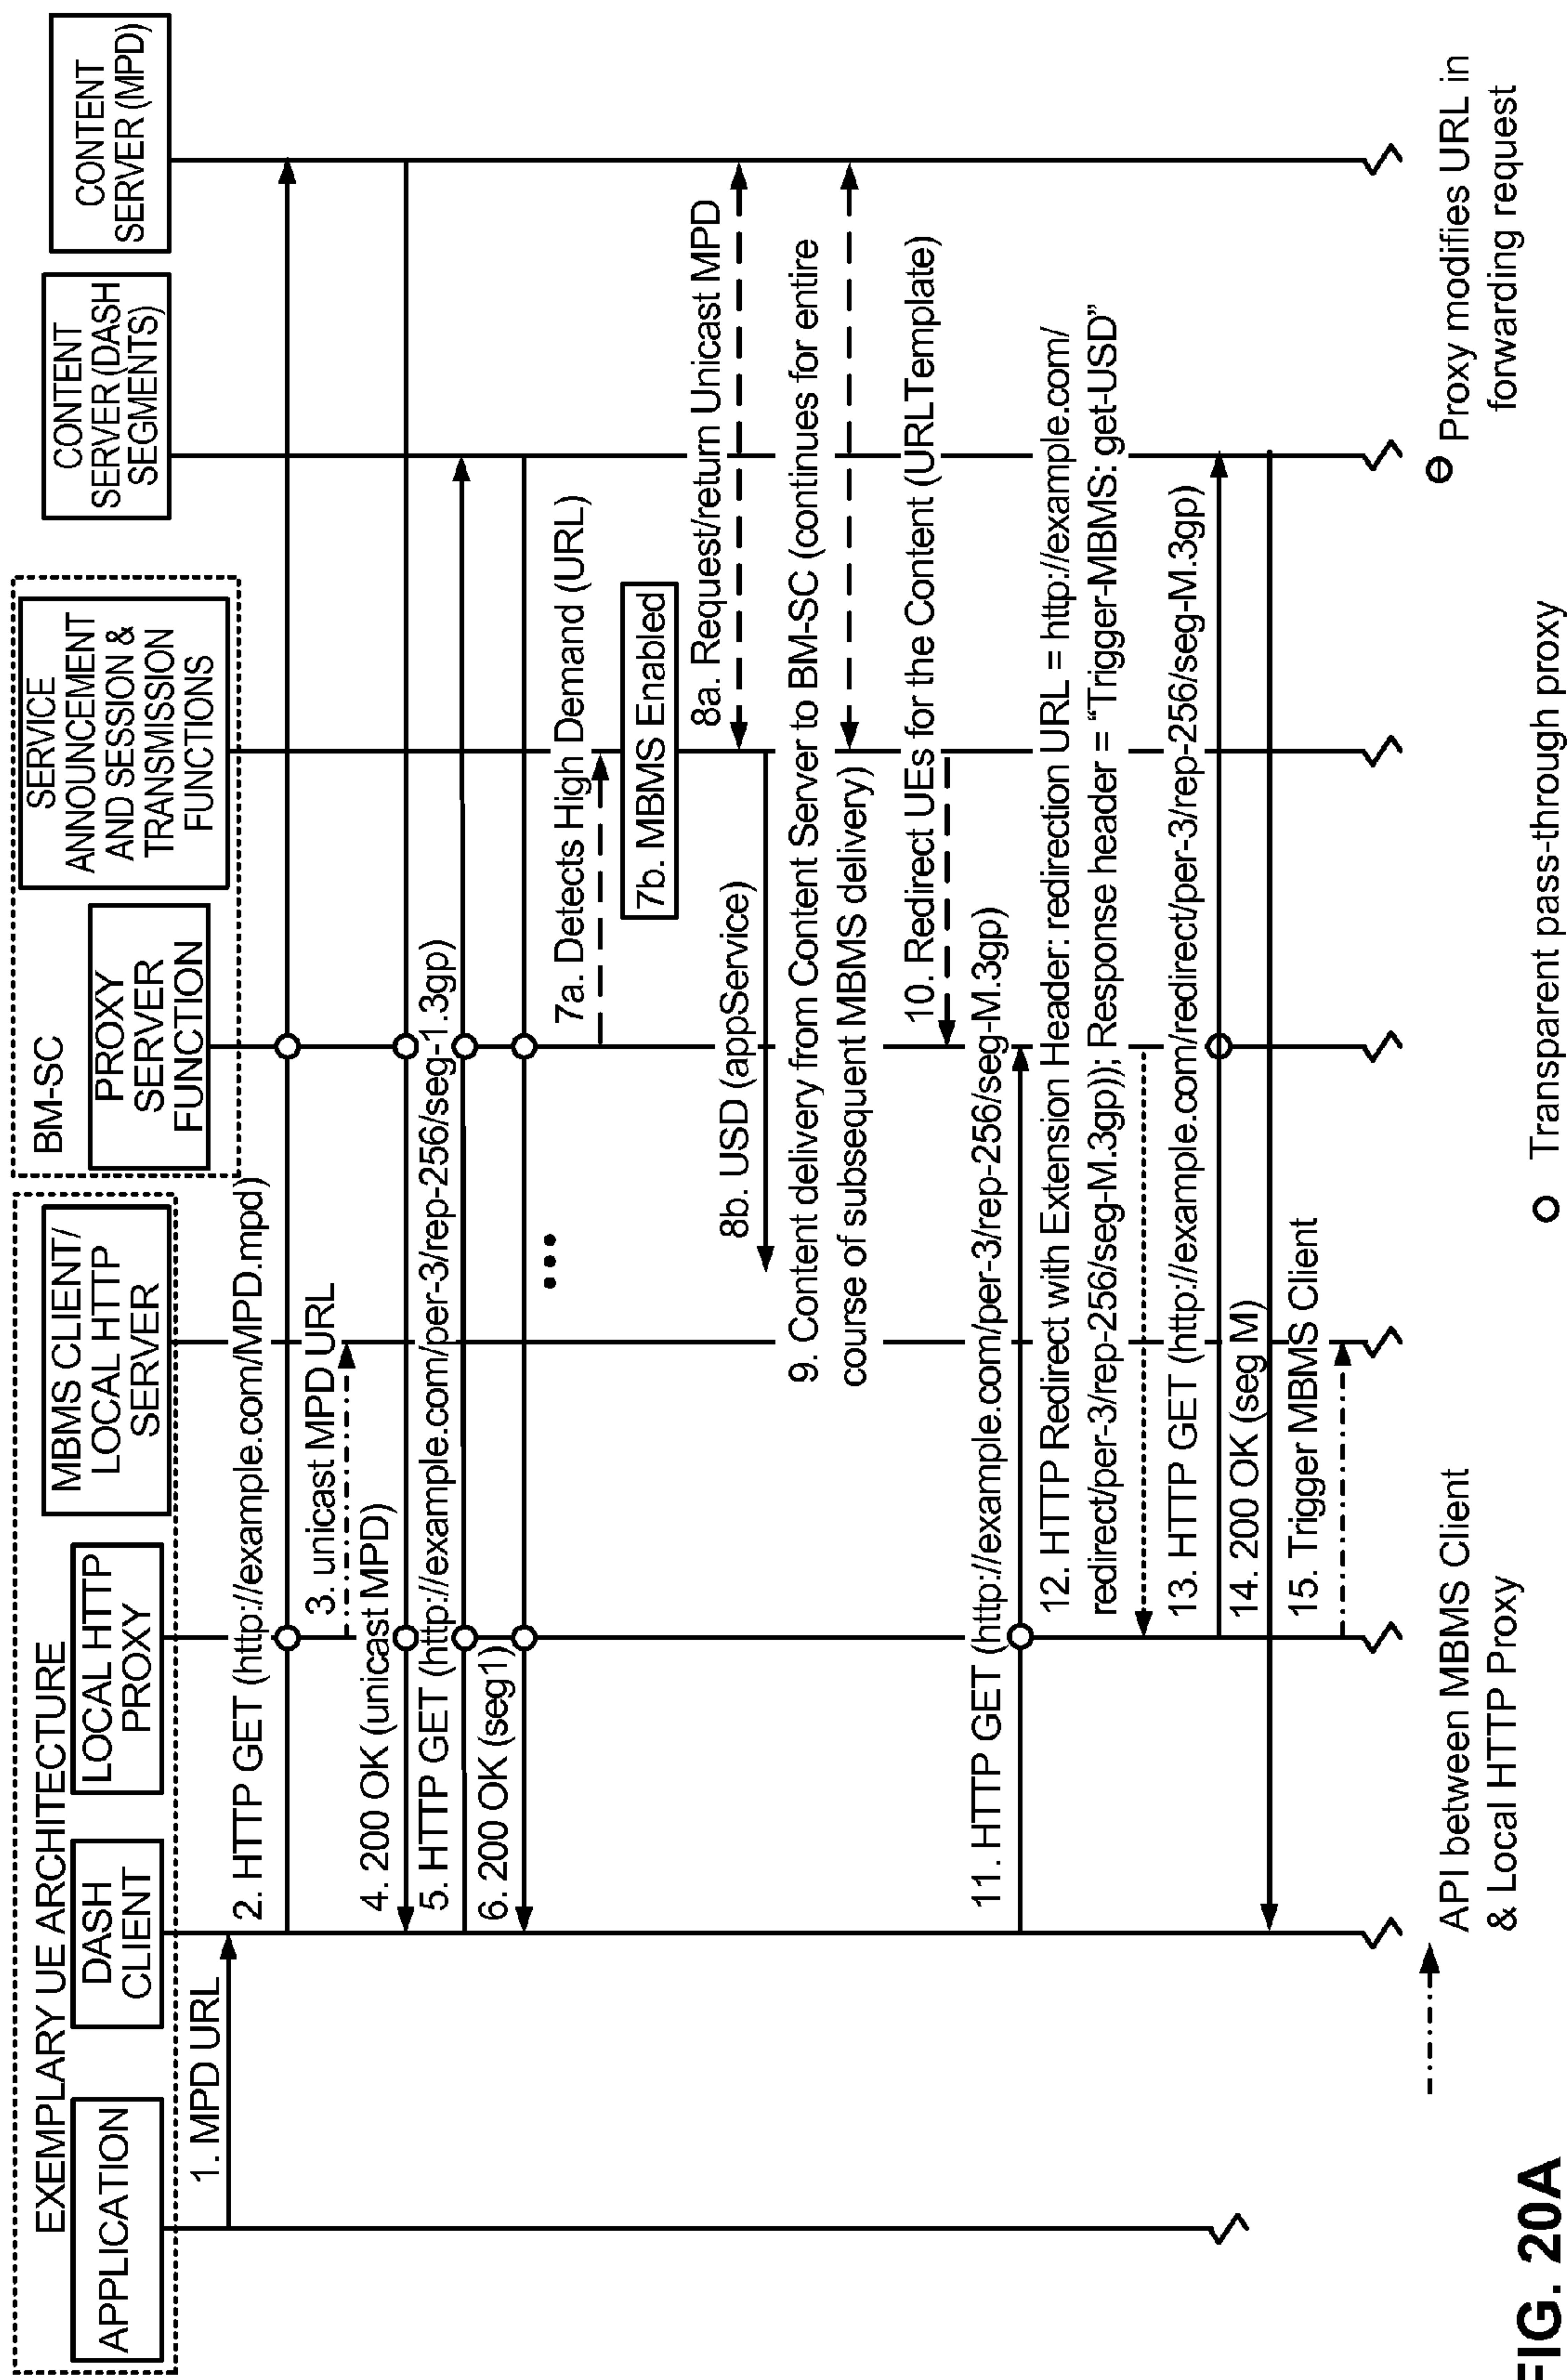 EXEMPLARY UE ARCHITECTURE
APPLICATION
DASH
CLIENT
LOCAL HTTP
PROXY
MBMS CLIENT/
LOCAL HTTP
SERVER
BM-SC
PROXY
SERVER
FUNCTION
SERVICE
ANNOUNCEMENT
AND SESSION &
TRANSMISSION
FUNCTIONS
CONTENT
SERVER (DASH
SEGMENTS)
CONTENT
SERVER (MPD)
1. MPD URL
2. HTTP GET (http://example.com/MPD.mpd)
3. unicast MPD URL
4. 200 OK (unicast MPD)
5. HTTP GET (http://example.com/per-3/rep-256/seg-1.3gp)
6. 200 OK (seg1)
•••
7a. Detects High Demand (URL)
7b. MBMS Enabled
8a. Request/return Unicast MPD
8b. USD (appService)
9. Content delivery from Content Server to BM-SC (continues for entire
course of subsequent MBMS delivery)
10. Redirect UEs for the Content (URLTemplate)
11. HTTP GET (http://example.com/per-3/rep-256/seg-M.3gp)
12. HTTP Redirect with Extension Header: redirection URL = http://example.com/
redirect/per-3/rep-256/seg-M.3gp)); Response header = “Trigger-MBMS: get-USD”
13. HTTP GET (http://example.com/redirect/per-3/rep-256/seg-M.3gp)
14. 200 OK (seg M)
15. Trigger MBMS Client
API between MBMS Client
& Local HTTP Proxy
Transparent pass-through proxy
Proxy modifies URL in
forwarding request
FIG. 20A